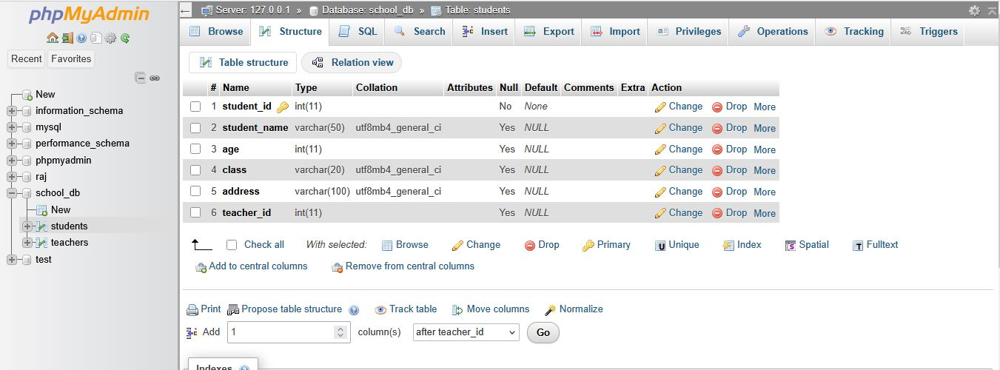 phpMyAdmin
Recent Favorites
New
information_schema
mysql
performance_schema
phpmyadmin
raj
school_db
New
students
teachers
test
Server: 127.0.0.1 » Database: school_db » Table: students
Browse Structure SQL Search Insert Export Import Privileges Operations Tracking Triggers
Table structure Relation view
# Name Type Collation Attributes Null Default Comments Extra Action
1 student_id int(11) No None Change Drop More
2 student_name varchar(50) utf8mb4_general_ci Yes NULL Change Drop More
3 age int(11) Yes NULL Change Drop More
4 class varchar(20) utf8mb4_general_ci Yes NULL Change Drop More
5 address varchar(100) utf8mb4_general_ci Yes NULL Change Drop More
6 teacher_id int(11) Yes NULL Change Drop More
Check all With selected: Browse Change Drop Primary Unique Index Spatial Fulltext
Add to central columns Remove from central columns
Print Propose table structure Track table Move columns Normalize
Add 1 column(s) after teacher_id Go
Indexes